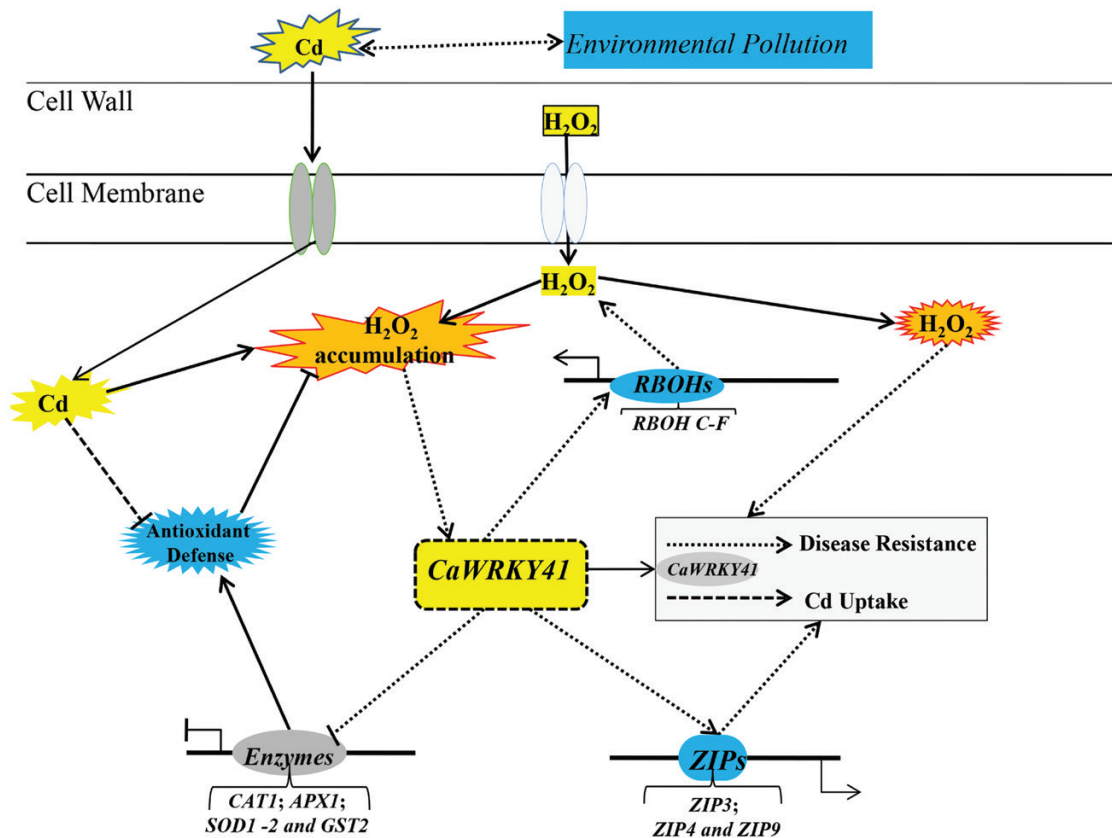 Cd
Environmental Pollution
Cell Wall
H₂O₂
Cell Membrane
H₂O₂
H₂O₂
accumulation
H₂O₂
RBOHs
RBOH C-F
Cd
Antioxidant
Defense
CaWRKY41
Disease Resistance
CaWRKY41
Cd Uptake
Enzymes
CAT1; APX1;
SOD1 -2 and GST2
ZIPs
ZIP3;
ZIP4 and ZIP9